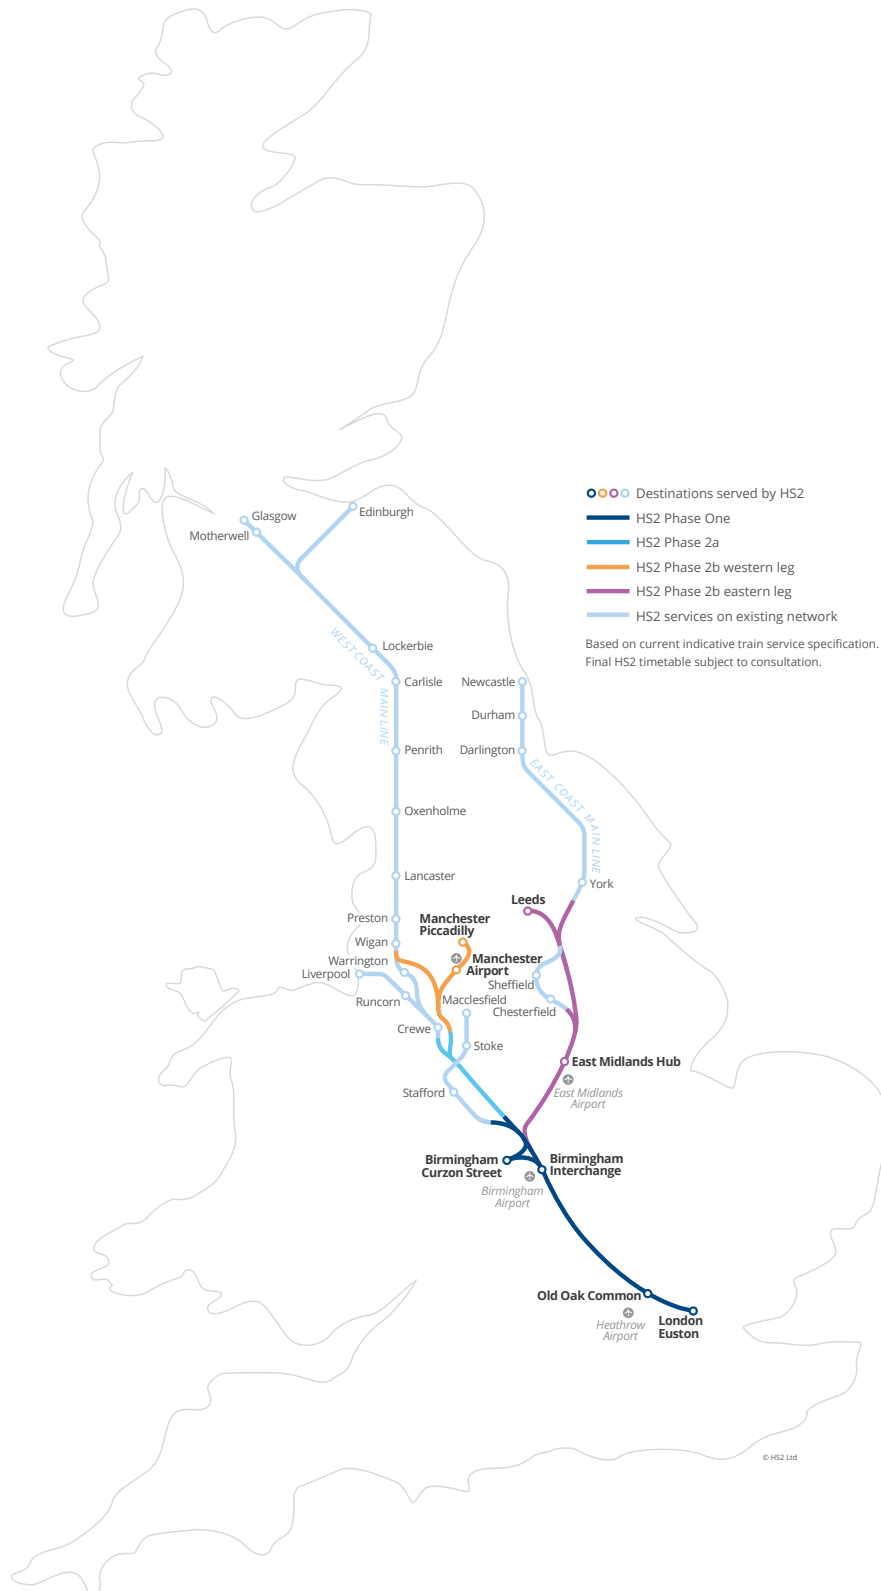 Destinations served by HS2
HS2 Phase One
HS2 Phase 2a
HS2 Phase 2b western leg
HS2 Phase 2b eastern leg
HS2 services on existing network
Based on current indicative train service specification.
Final HS2 timetable subject to consultation.
Glasgow
Edinburgh
Motherwell
WEST COAST MAIN LINE
Lockerbie
Carlisle
Newcastle
Durham
Penrith
Darlington
EAST COAST MAIN LINE
Oxenholme
Lancaster
York
Leeds
Preston
Manchester
Piccadilly
Wigan
Warrington
Manchester
Airport
Liverpool
Sheffield
Runcorn
Macclesfield
Chesterfield
Crewe
Stoke
East Midlands Hub
Stafford
East Midlands
Airport
Birmingham
Curzon Street
Birmingham
Interchange
Birmingham
Airport
Old Oak Common
London
Euston
Heathrow
Airport
© HS2 Ltd